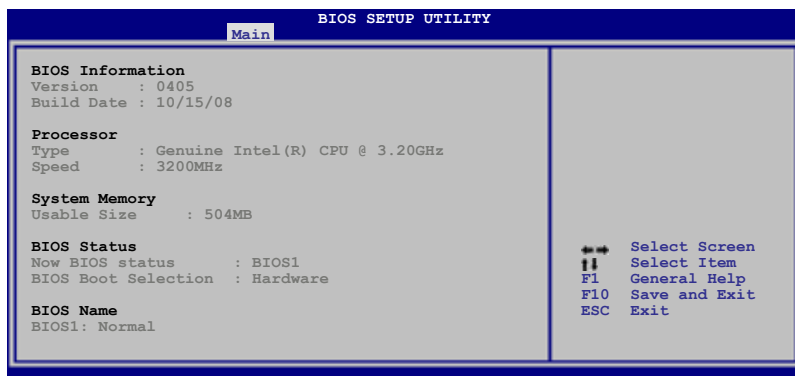 BIOS SETUP UTILITY
Main
BIOS Information
Version : 0405
Build Date : 10/15/08
Processor
Type : Genuine Intel(R) CPU @ 3.20GHz
Speed : 3200MHz
System Memory
Usable Size : 504MB
BIOS Status
Now BIOS status : BIOS1
BIOS Boot Selection : Hardware
BIOS Name
BIOS1: Normal
←→ Select Screen
↑↓ Select Item
F1 General Help
F10 Save and Exit
ESC Exit